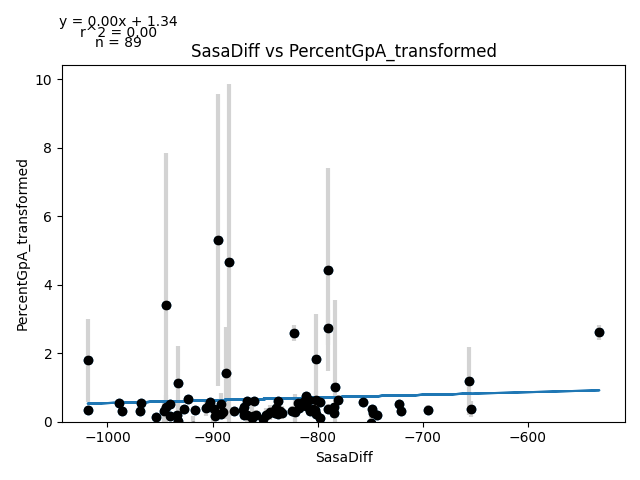 y = 0.00x + 1.34
r^2 = 0.00
n = 89
SasaDiff vs PercentGpA_transformed
PercentGpA_transformed
10
8
6
4
2
0
−1000
−900
−800
−700
−600
SasaDiff